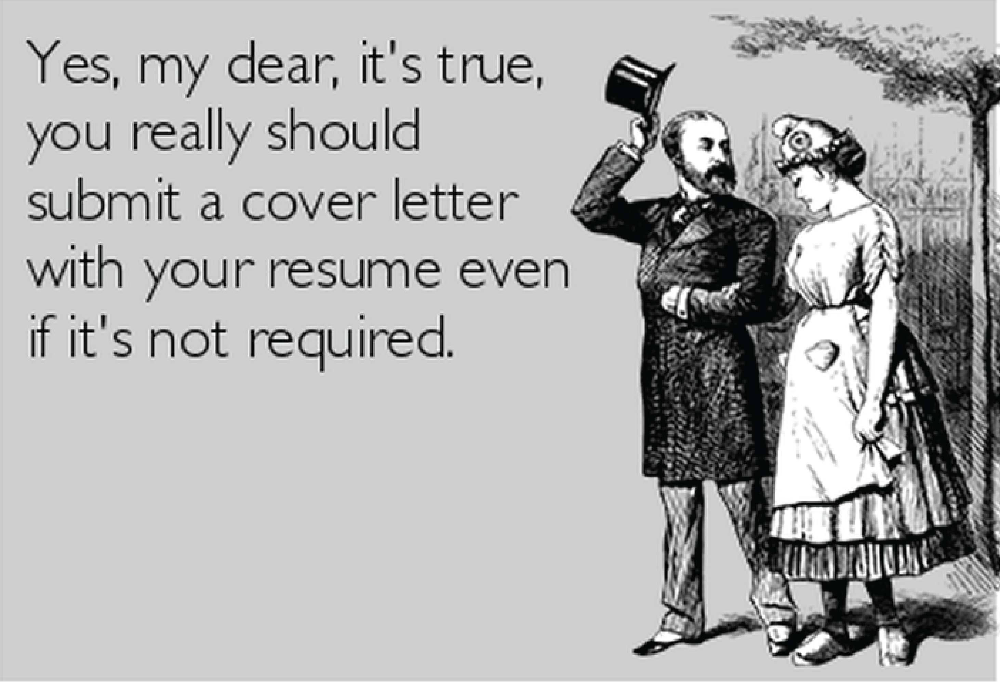 Yes, my dear, it's true,
you really should
submit a cover letter
with your resume even
if it's not required.